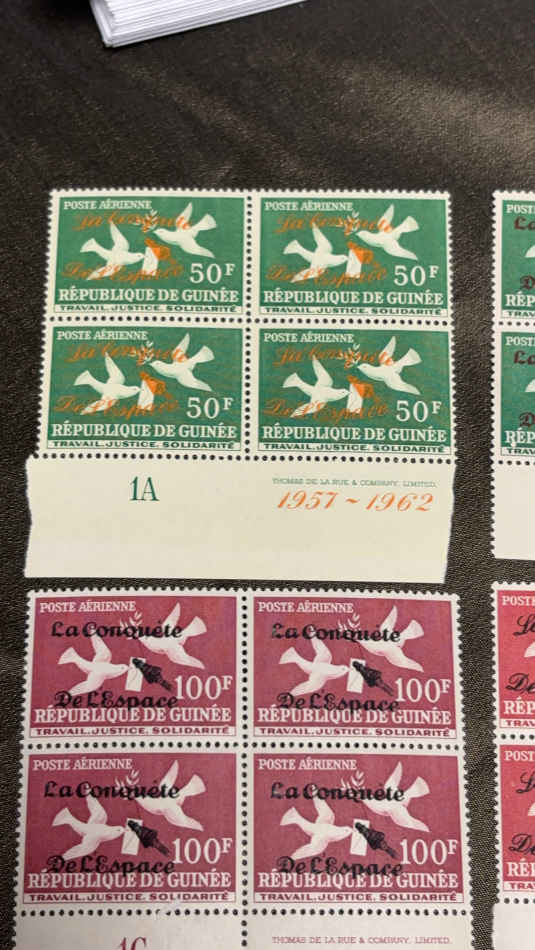 POSTE AÉRIENNE
La Conquête
De L'Espace
50F
RÉPUBLIQUE DE GUINÉE
TRAVAIL. JUSTICE. SOLIDARITÉ
POSTE AÉRIENNE
La Conquête
De L'Espace
50F
RÉPUBLIQUE DE GUINÉE
TRAVAIL. JUSTICE. SOLIDARITÉ
POSTE AÉRIENNE
La Conquête
De L'Espace
50F
RÉPUBLIQUE DE GUINÉE
TRAVAIL. JUSTICE. SOLIDARITÉ
POSTE AÉRIENNE
La Conquête
De L'Espace
50F
RÉPUBLIQUE DE GUINÉE
TRAVAIL. JUSTICE. SOLIDARITÉ
1A
THOMAS DE LA RUE & COMPANY, LIMITED.
1957~1962
POSTE AÉRIENNE
La Conquête
De L'Espace
100F
RÉPUBLIQUE DE GUINÉE
TRAVAIL. JUSTICE. SOLIDARITÉ
POSTE AÉRIENNE
La Conquête
De L'Espace
100F
RÉPUBLIQUE DE GUINÉE
TRAVAIL. JUSTICE. SOLIDARITÉ
POSTE AÉRIENNE
La Conquête
De L'Espace
100F
RÉPUBLIQUE DE GUINÉE
TRAVAIL. JUSTICE. SOLIDARITÉ
POSTE AÉRIENNE
La Conquête
De L'Espace
100F
RÉPUBLIQUE DE GUINÉE
TRAVAIL. JUSTICE. SOLIDARITÉ
1C
THOMAS DE LA RUE & COMPANY, LIMITED.